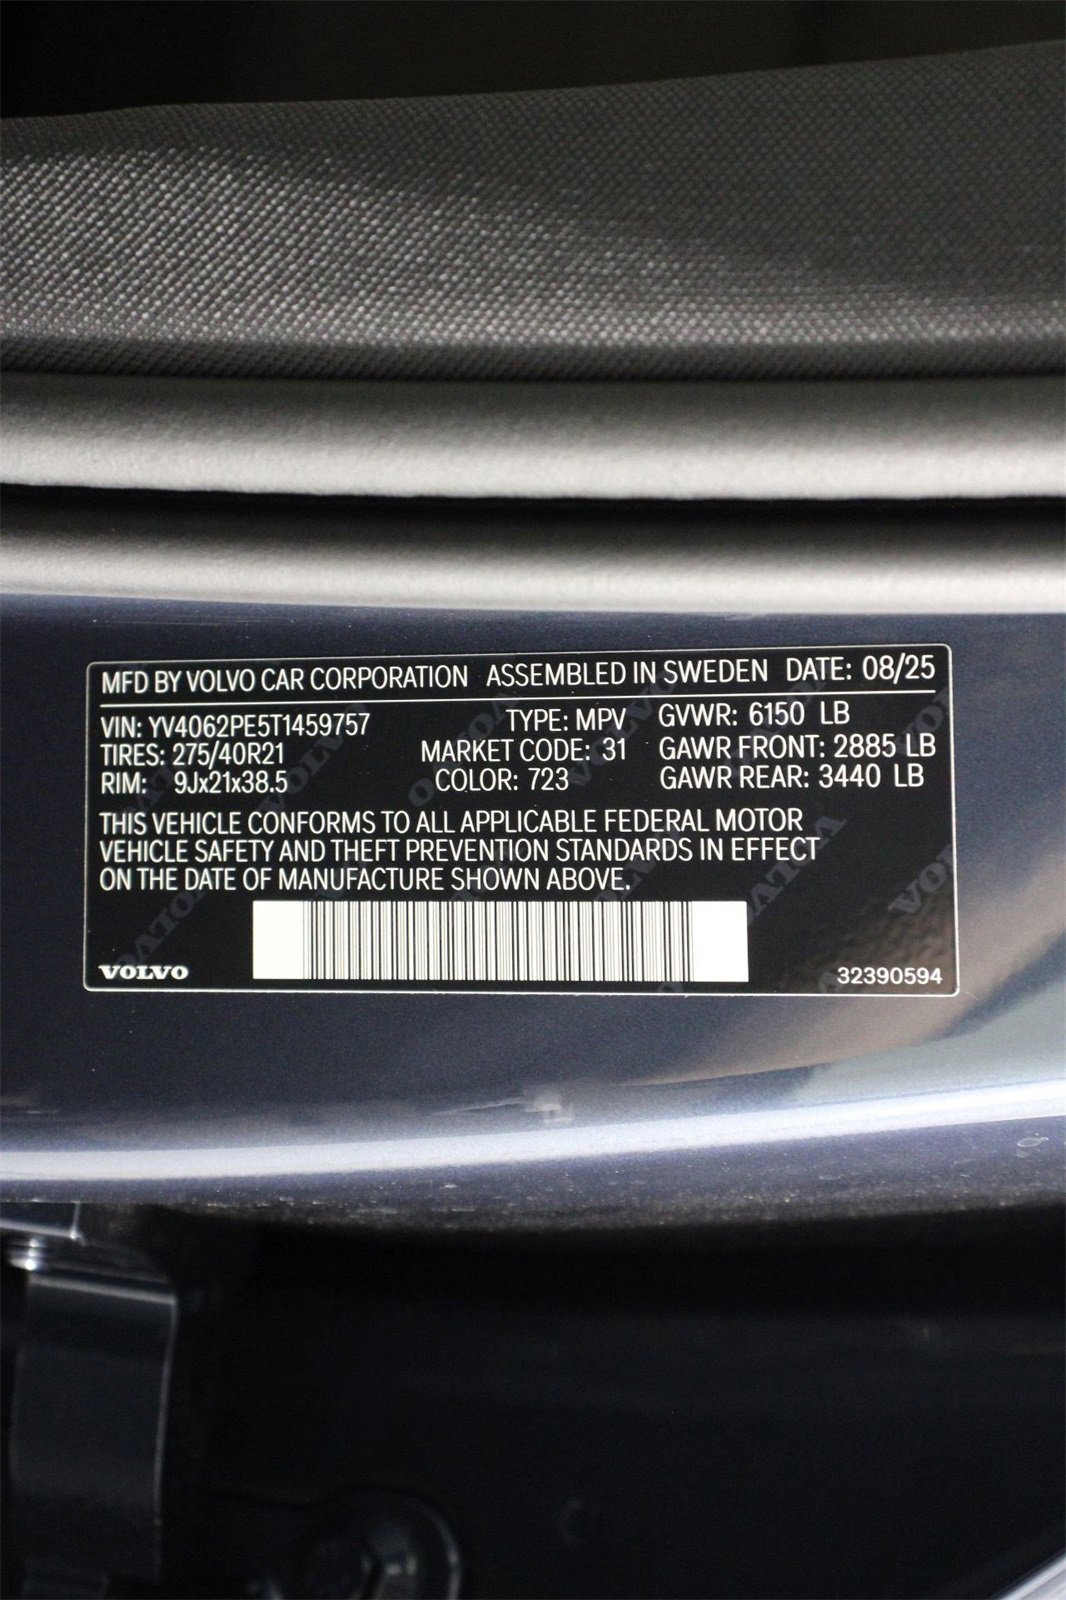 MFD BY VOLVO CAR CORPORATION ASSEMBLED IN SWEDEN DATE: 08/25
VIN: YV4062PE5T1459757 TYPE: MPV GVWR: 6150 LB
TIRES: 275/40R21 MARKET CODE: 31 GAWR FRONT: 2885 LB
RIM: 9Jx21x38.5 COLOR: 723 GAWR REAR: 3440 LB
THIS VEHICLE CONFORMS TO ALL APPLICABLE FEDERAL MOTOR
VEHICLE SAFETY AND THEFT PREVENTION STANDARDS IN EFFECT
ON THE DATE OF MANUFACTURE SHOWN ABOVE.
VOLVO 32390594